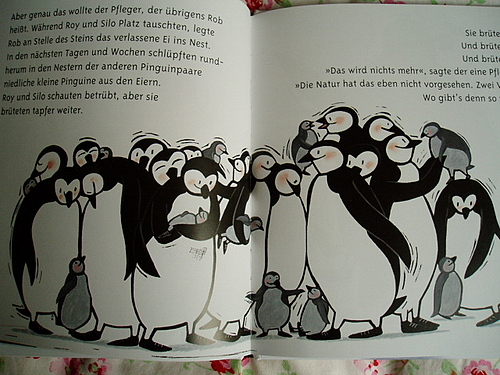 Aber genau das wollte der Pfleger, der übrigens Rob
heißt. Während Roy und Silo Platz tauschten, legte
Rob an Stelle des Steins das verlassene Ei ins Nest.
In den nächsten Tagen und Wochen schlüpften rund-
herum in den Nestern der anderen Pinguinpaare
niedliche kleine Pinguine aus den Eiern.
Roy und Silo schauten betrübt, aber sie
brüteten tapfer weiter.
Sie brüte
Und brüte
Und brüte
»Das wird nichts mehr«, sagte der eine Pfl
»Die Natur hat das eben nicht vorgesehen. Zwei
Wo gibt's denn so